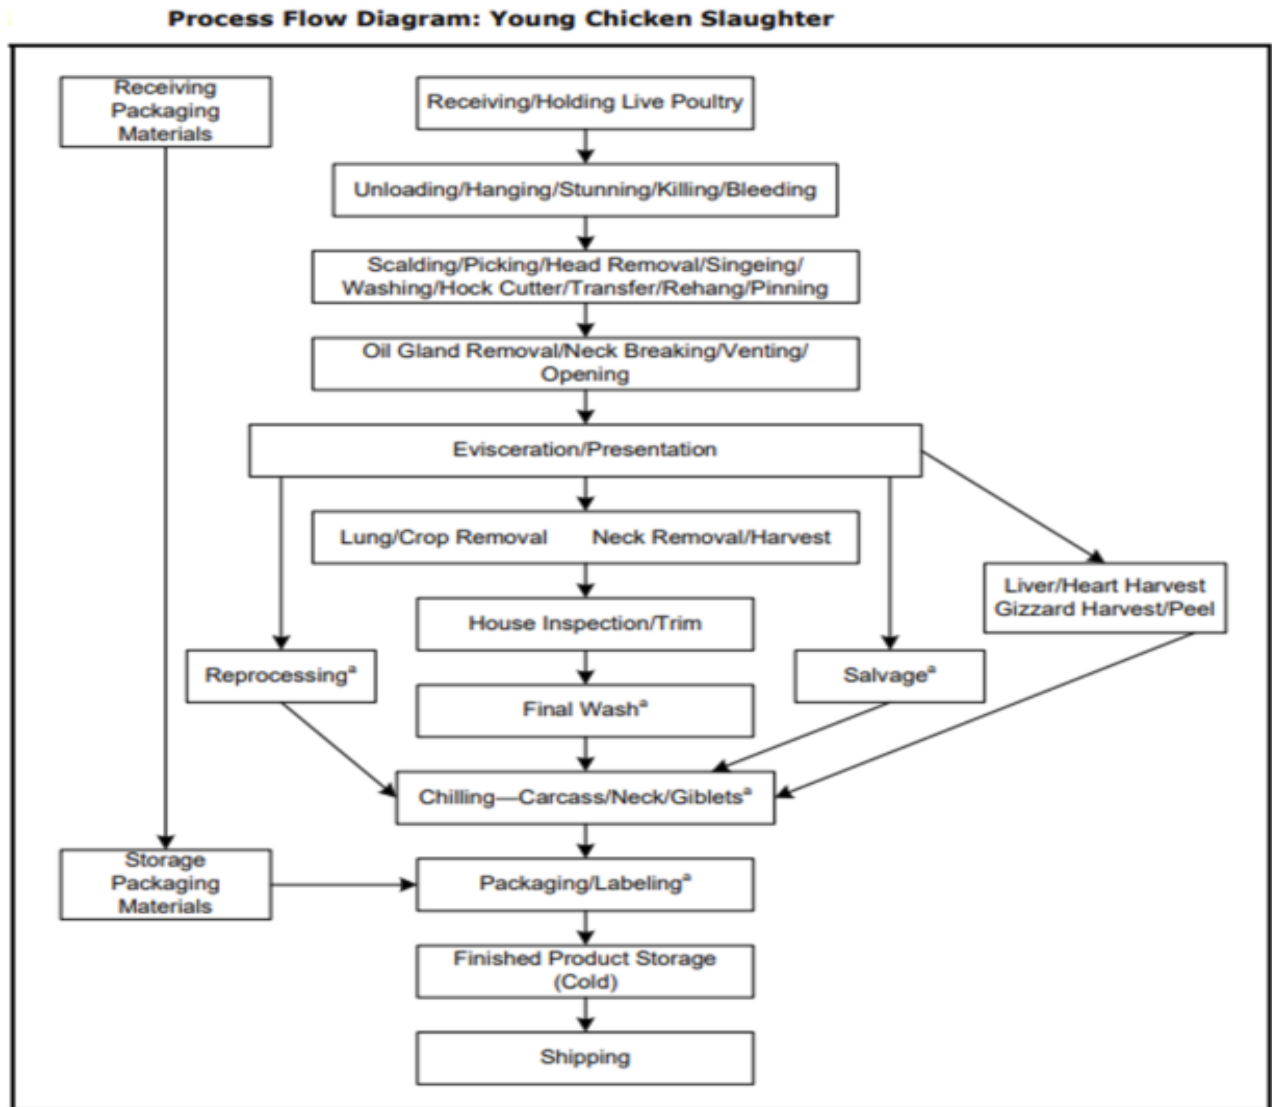 Process Flow Diagram: Young Chicken Slaughter
Receiving
Packaging
Materials
Receiving/Holding Live Poultry
Unloading/Hanging/Stunning/Killing/Bleeding
Scalding/Picking/Head Removal/Singeing/
Washing/Hock Cutter/Transfer/Rehang/Pinning
Oil Gland Removal/Neck Breaking/Venting/
Opening
Evisceration/Presentation
Lung/Crop Removal Neck Removal/Harvest
Liver/Heart Harvest
Gizzard Harvest/Peel
House Inspection/Trim
Reprocessingª
Salvageª
Final Washª
Chilling—Carcass/Neck/Gibletsª
Storage
Packaging
Materials
Packaging/Labelingª
Finished Product Storage
(Cold)
Shipping